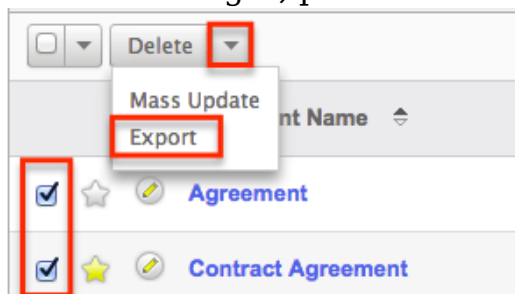 Delete
Mass Update
Export
nt Name
Agreement
Contract Agreement